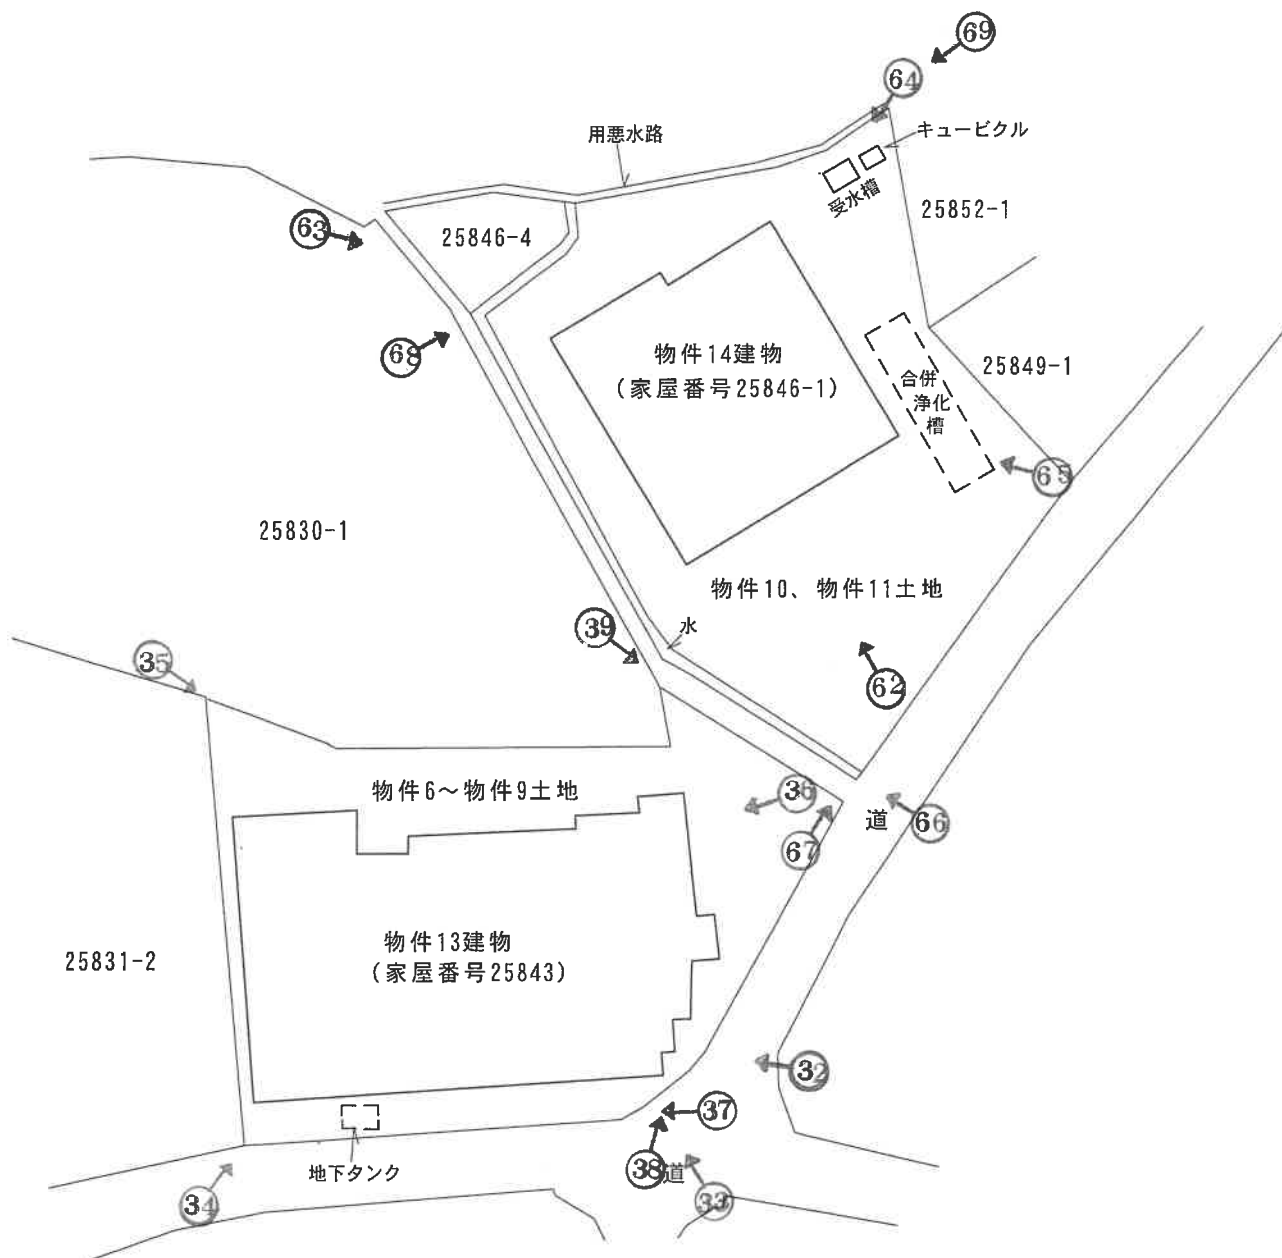 69
64
用悪水路
キュービクル
受水槽
63
25846-4
25852-1
68
物件14建物
(家屋番号25846-1)
25849-1
合併
浄化
槽
65
25830-1
物件10、物件11土地
39
水
35
62
物件6～物件9土地
36
道
66
67
物件13建物
(家屋番号25843)
25831-2
32
37
地下タンク
38
道
34
33